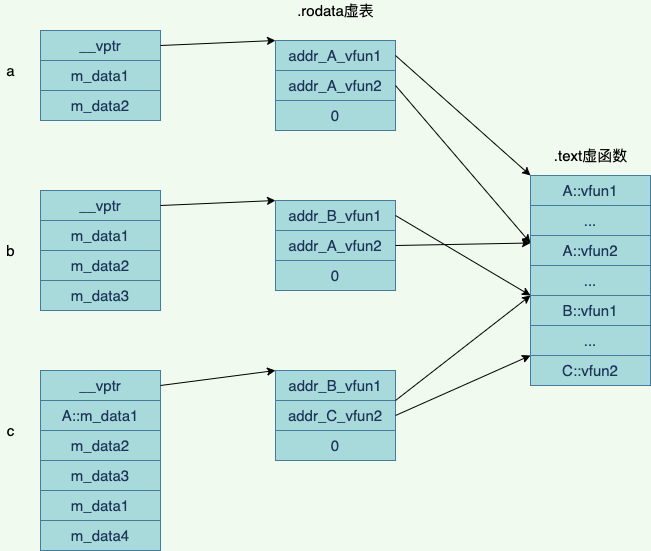 .rodata虚表
a
__vptr
m_data1
m_data2
addr_A_vfun1
addr_A_vfun2
0
.text虚函数
A::vfun1
...
A::vfun2
...
B::vfun1
...
C::vfun2
b
__vptr
m_data1
m_data2
m_data3
addr_B_vfun1
addr_A_vfun2
0
c
__vptr
A::m_data1
m_data2
m_data3
m_data1
m_data4
addr_B_vfun1
addr_C_vfun2
0